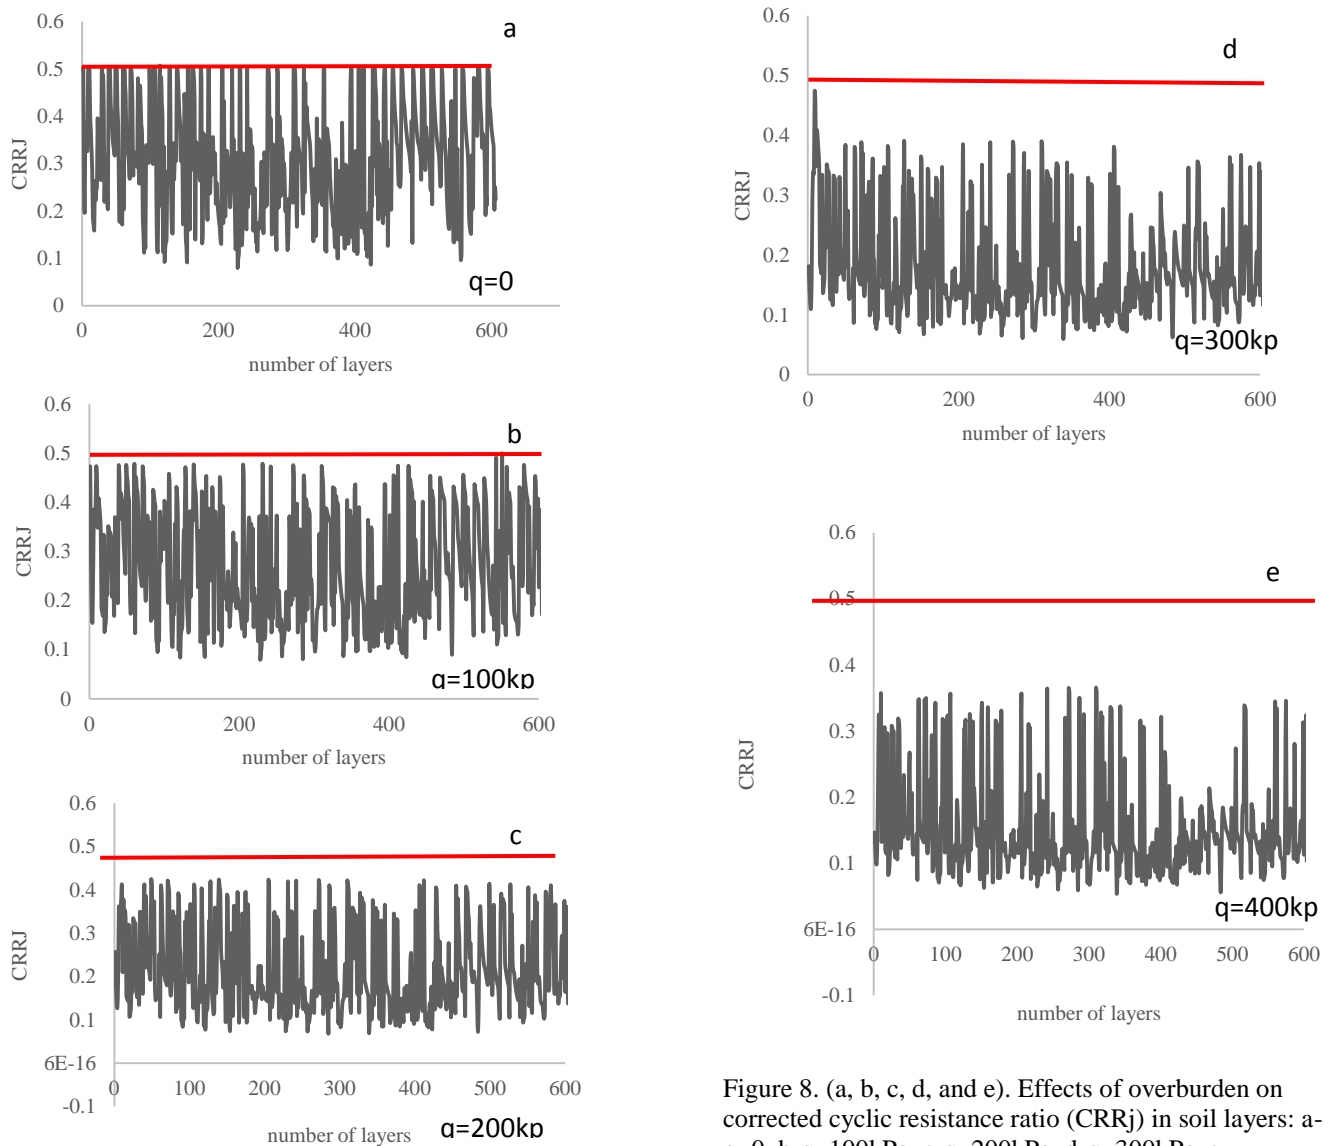 0.6
a
0.5
0.4
0.3
0.2
0.1
0
CRRJ
q=0
0
200
400
600
number of layers
0.6
b
0.5
0.4
0.3
0.2
0.1
0
CRRJ
q=100kp
0
200
400
600
number of layers
0.6
c
0.5
0.4
0.3
0.2
0.1
6E-16
-0.1
CRRJ
0
100
200
300
400
500
600
number of layers
q=200kp
0.6
d
0.5
0.4
0.3
0.2
0.1
0
CRRJ
q=300kp
0
200
400
600
number of layers
0.6
e
0.5
0.4
0.3
0.2
0.1
6E-16
-0.1
CRRJ
q=400kp
0
100
200
300
400
500
600
number of layers
Figure 8. (a, b, c, d, and e). Effects of overburden on
corrected cyclic resistance ratio (CRRj) in soil layers: a-